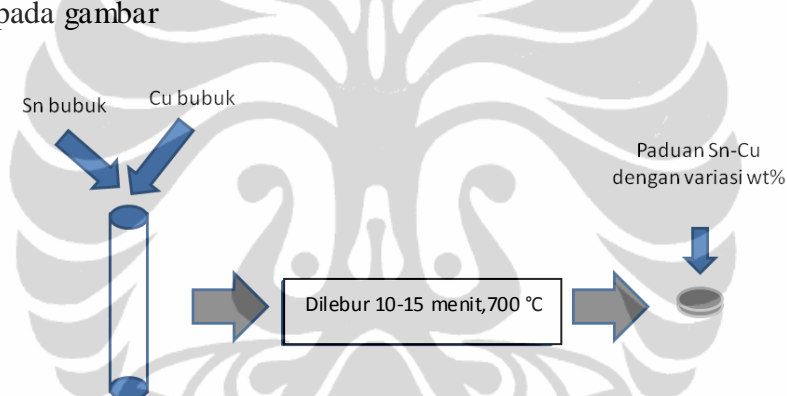 pada gambar
Sn bubuk
Cu bubuk
Paduan Sn-Cu
dengan variasi wt%
Dilebur 10-15 menit,700 °C